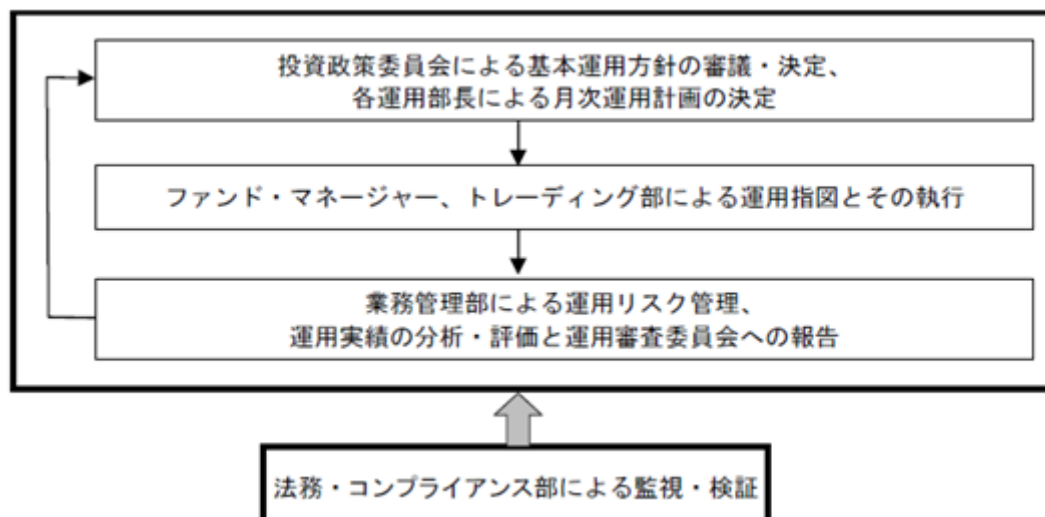 投資政策委員会による基本運用方針の審議・決定、
各運用部長による月次運用計画の決定
ファンド・マネージャー、トレーディング部による運用指図とその執行
業務管理部による運用リスク管理、
運用実績の分析・評価と運用審査委員会への報告
法務・コンプライアンス部による監視・検証